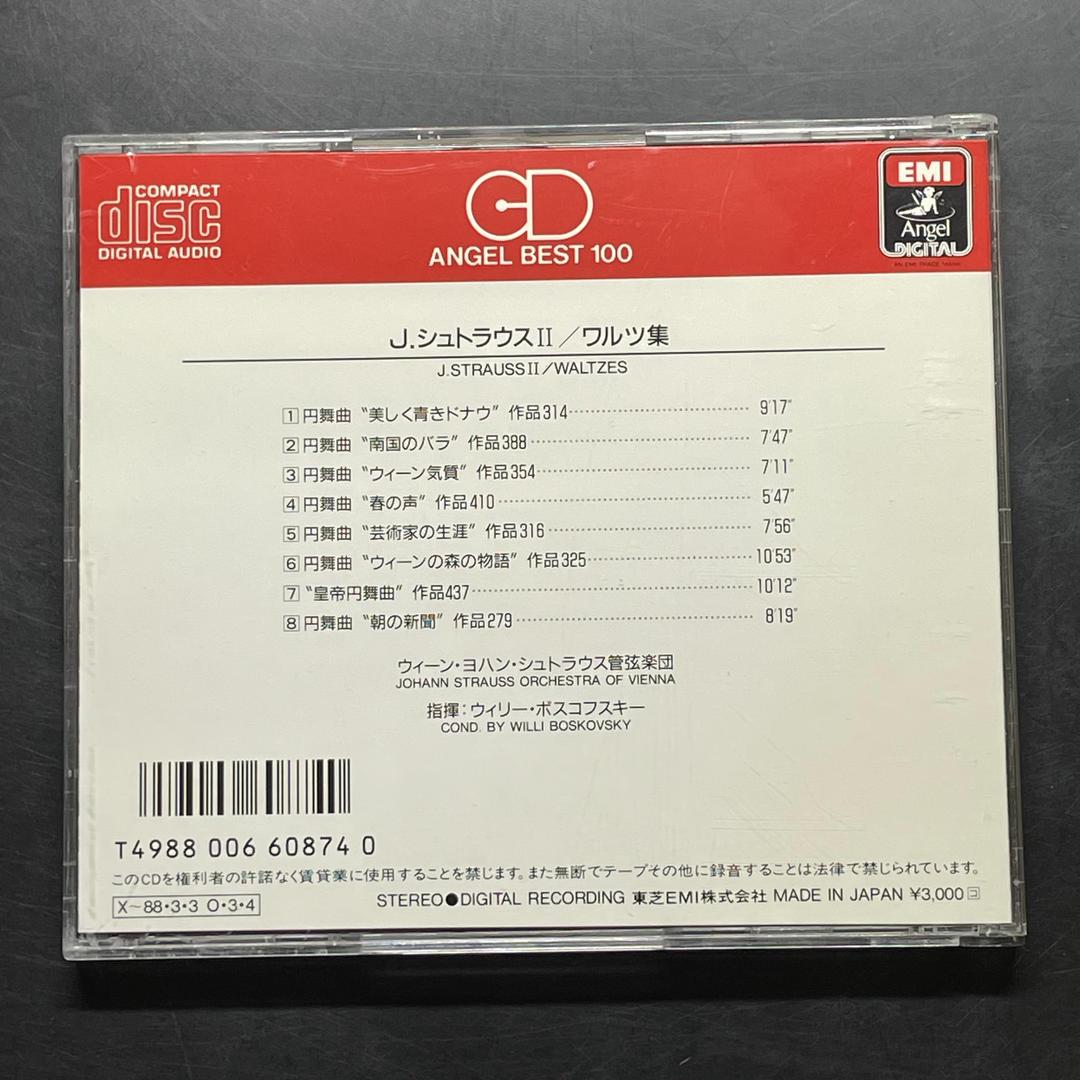 COMPACT
disc
DIGITAL AUDIO
CD
ANGEL BEST 100
EMI
Angel
DIGITAL
AN EMI TRADE MARK
J.シュトラウスII／ワルツ集
J.STRAUSS II／WALTZES
1 円舞曲 “美しく青きドナウ” 作品314 9'17"
2 円舞曲 “南国のバラ” 作品388 7'47"
3 円舞曲 “ウィーン気質” 作品354 7'11"
4 円舞曲 “春の声” 作品410 5'47"
5 円舞曲 “芸術家の生涯” 作品316 7'56"
6 円舞曲 “ウィーンの森の物語” 作品325 10'53"
7 “皇帝円舞曲” 作品437 10'12"
8 円舞曲 “朝の新聞” 作品279 8'19"
ウィーン・ヨハン・シュトラウス管弦楽団
JOHANN STRAUSS ORCHESTRA OF VIENNA
指揮：ウィリー・ボスコフスキー
COND. BY WILLI BOSKOVSKY
T4988 006 60874 0
このCDを権利者の許諾なく賃貸業に使用することを禁じます。また無断でテープその他に録音することは法律で禁じられています。
X～88・3・3 O・3・4
STEREO●DIGITAL RECORDING 東芝EMI株式会社 MADE IN JAPAN ¥3,000 コ